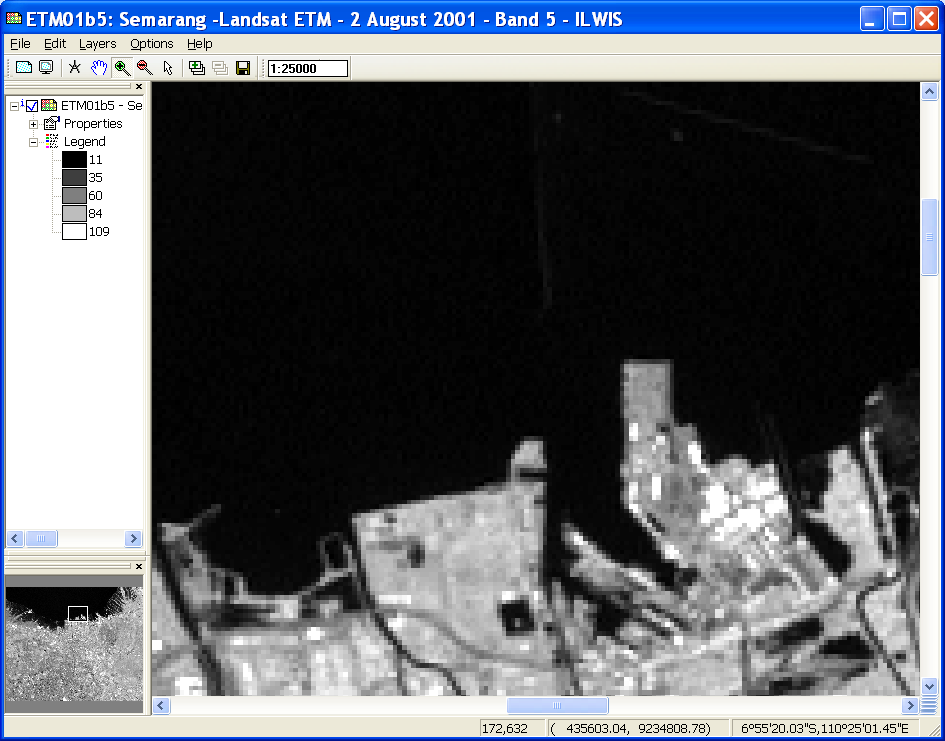 ETM01b5: Semarang -Landsat ETM - 2 August 2001 - Band 5 - ILWIS
File Edit Layers Options Help
1:25000
ETM01b5 - Se
Properties
Legend
11
35
60
84
109
172,632 ( 435603.04, 9234808.78) 6°55'20.03"S,110°25'01.45"E